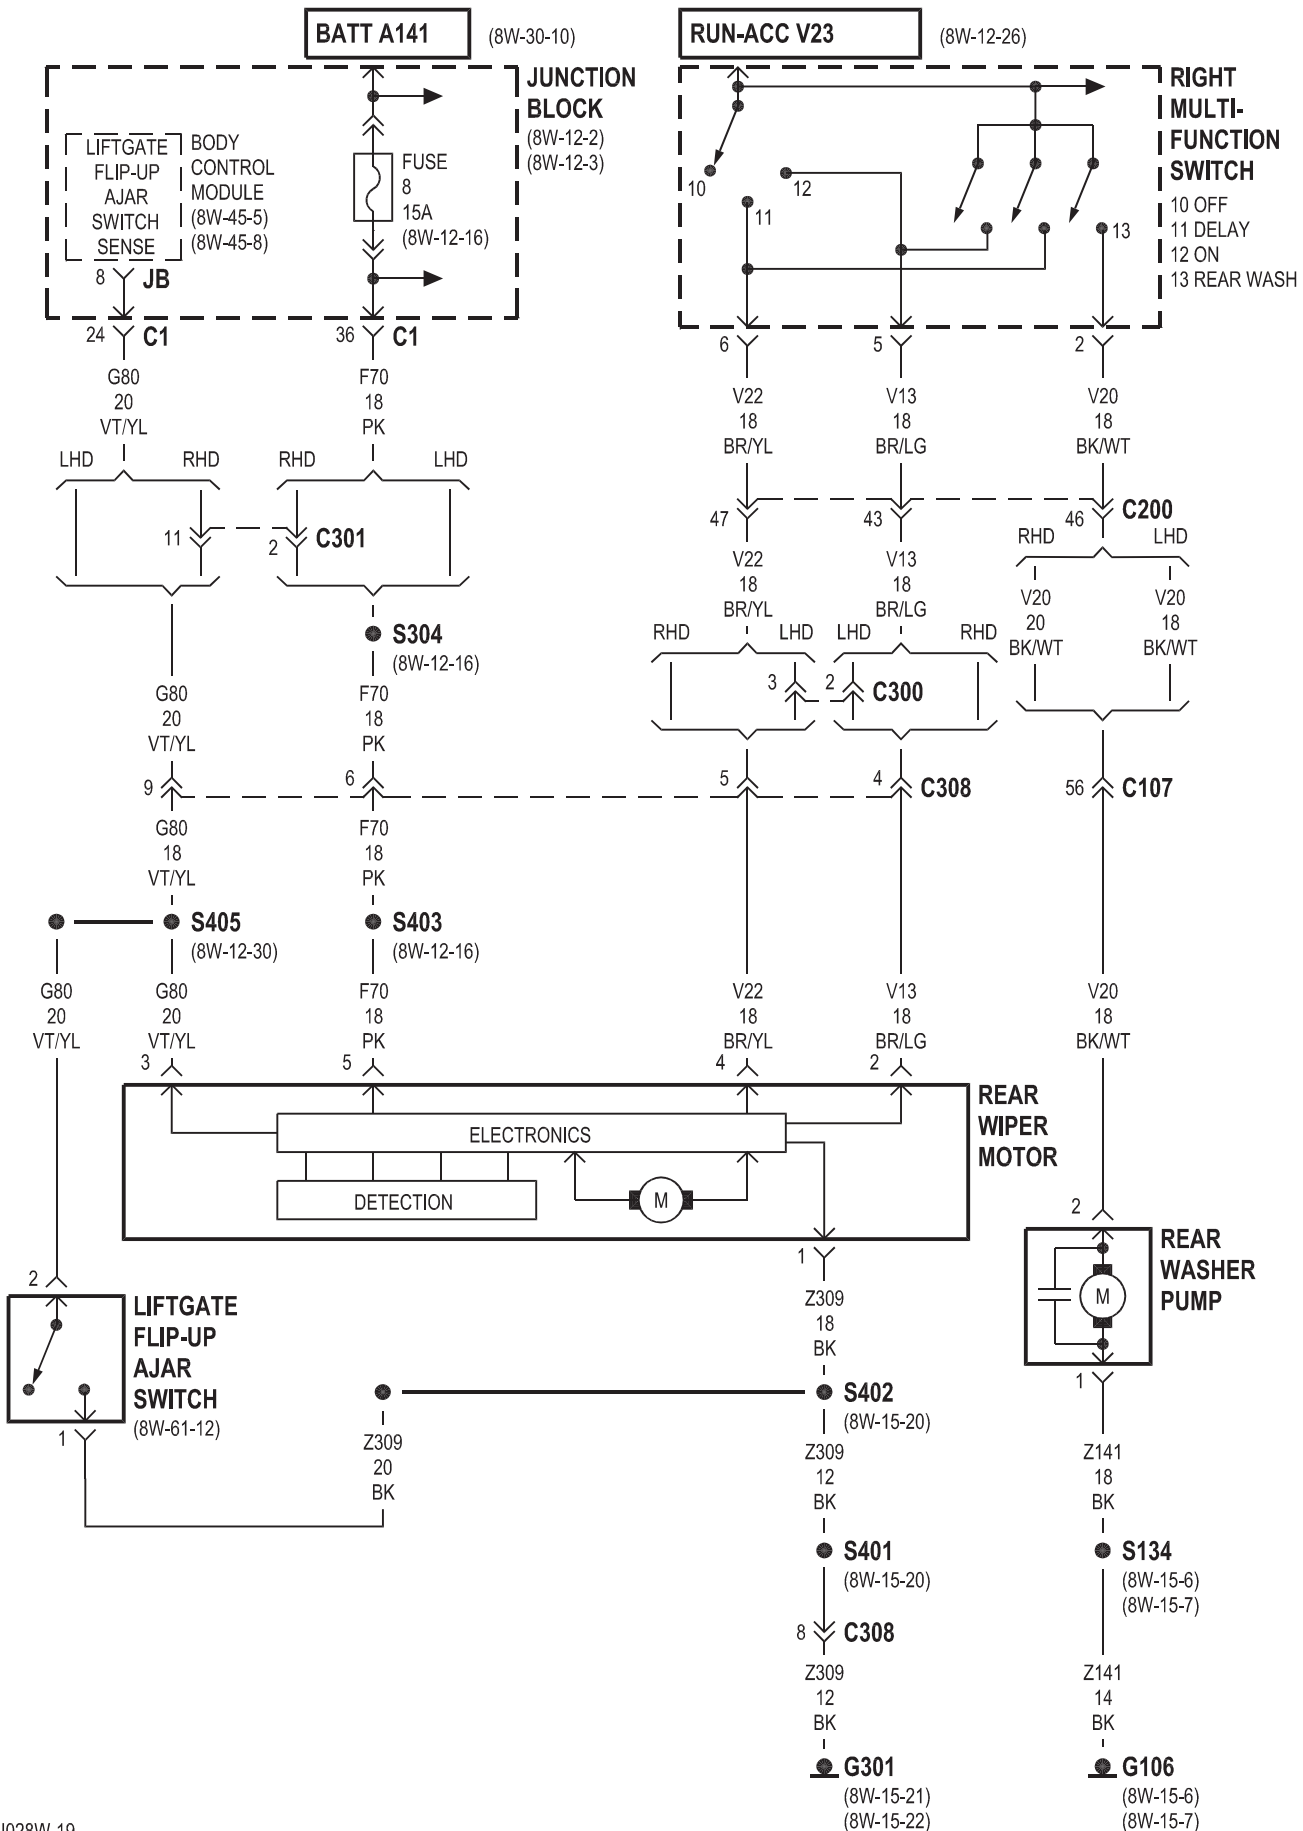 BATT A141 (8W-30-10)
RUN-ACC V23 (8W-12-26)
JUNCTION
BLOCK
(8W-12-2)
(8W-12-3)
LIFTGATE
FLIP-UP
AJAR
SWITCH
SENSE
BODY
CONTROL
MODULE
(8W-45-5)
(8W-45-8)
FUSE
8
15A
(8W-12-16)
8 JB
24 C1
36 C1
RIGHT
MULTI-
FUNCTION
SWITCH
10 OFF
11 DELAY
12 ON
13 REAR WASH
10
11
12
13
6
5
2
G80
20
VT/YL
F70
18
PK
V22
18
BR/YL
V13
18
BR/LG
V20
18
BK/WT
LHD RHD RHD LHD
11 2 C301
47 43 46 C200
V22
18
BR/YL
V13
18
BR/LG
RHD LHD
V20
20
BK/WT
V20
18
BK/WT
RHD LHD LHD RHD
3 2 C300
S304
(8W-12-16)
G80
20
VT/YL
F70
18
PK
9 6 5 4 C308
56 C107
G80
18
VT/YL
F70
18
PK
S405
(8W-12-30)
S403
(8W-12-16)
G80
20
VT/YL
G80
20
VT/YL
F70
18
PK
V22
18
BR/YL
V13
18
BR/LG
V20
18
BK/WT
3 5 4 2
REAR
WIPER
MOTOR
ELECTRONICS
DETECTION
M
1
2
REAR
WASHER
PUMP
M
1
2
LIFTGATE
FLIP-UP
AJAR
SWITCH
(8W-61-12)
1
Z309
18
BK
S402
(8W-15-20)
Z309
20
BK
Z309
12
BK
Z141
18
BK
S401
(8W-15-20)
S134
(8W-15-6)
(8W-15-7)
8 C308
Z309
12
BK
Z141
14
BK
G301
(8W-15-21)
(8W-15-22)
G106
(8W-15-6)
(8W-15-7)